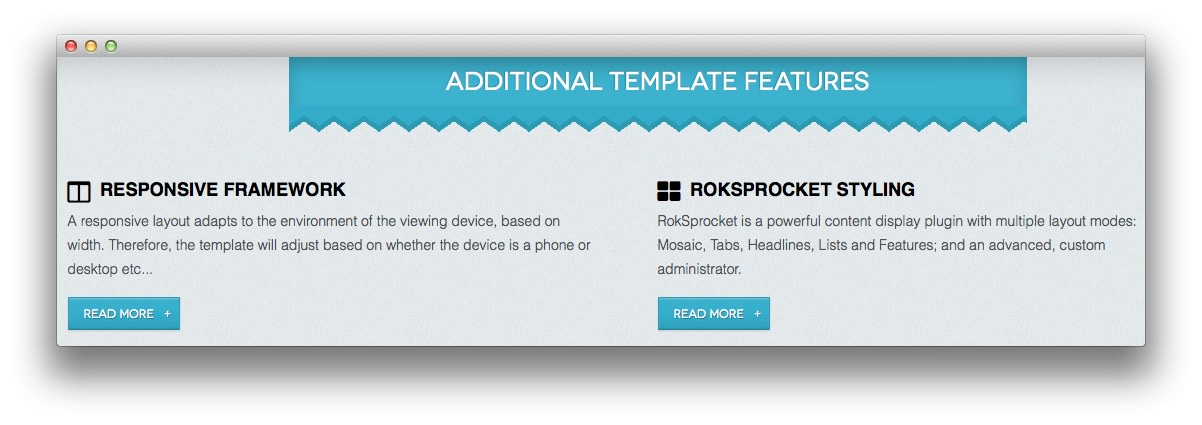 ADDITIONAL TEMPLATE FEATURES
RESPONSIVE FRAMEWORK
A responsive layout adapts to the environment of the viewing device, based on
width. Therefore, the template will adjust based on whether the device is a phone or
desktop etc...
READ MORE +
ROKSPROCKET STYLING
RokSprocket is a powerful content display plugin with multiple layout modes:
Mosaic, Tabs, Headlines, Lists and Features; and an advanced, custom
administrator.
READ MORE +